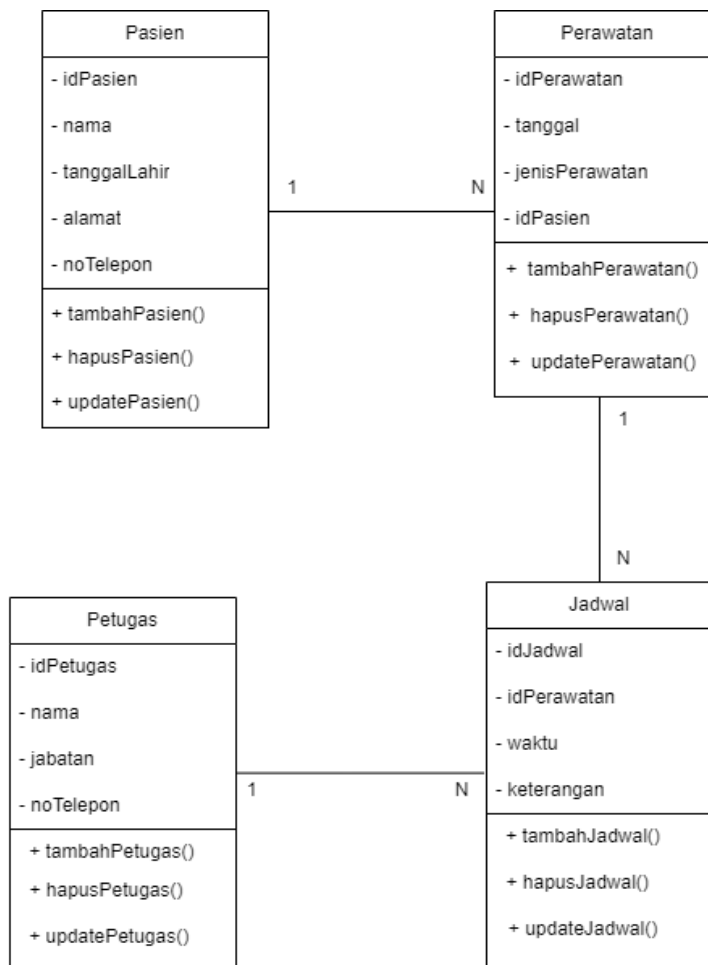 Pasien
- idPasien
- nama
- tanggalLahir
- alamat
- noTelepon
+ tambahPasien()
+ hapusPasien()
+ updatePasien()
1
N
Perawatan
- idPerawatan
- tanggal
- jenisPerawatan
- idPasien
+ tambahPerawatan()
+ hapusPerawatan()
+ updatePerawatan()
1
N
Petugas
- idPetugas
- nama
- jabatan
- noTelepon
+ tambahPetugas()
+ hapusPetugas()
+ updatePetugas()
1
N
Jadwal
- idJadwal
- idPerawatan
- waktu
- keterangan
+ tambahJadwal()
+ hapusJadwal()
+ updateJadwal()